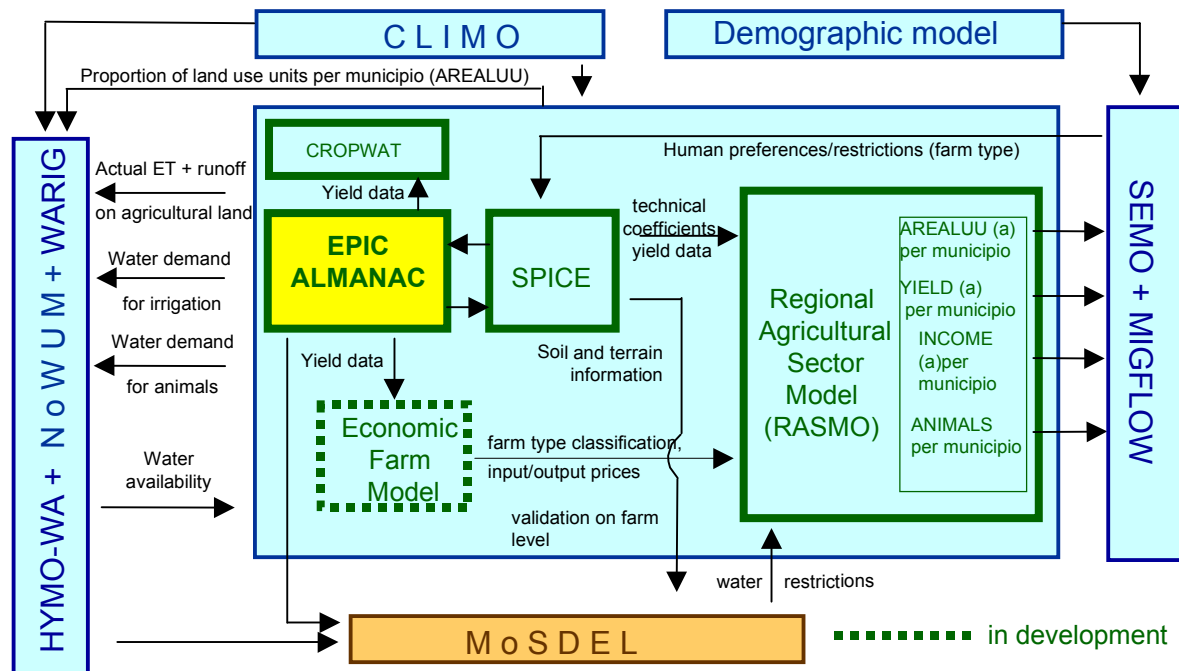 C L I M O
Demographic model
Proportion of land use units per municipio (AREALUU)
HYMO-WA + N o W U M + WARIG
Actual ET + runoff
on agricultural land
Water demand
for irrigation
Water demand
for animals
Water
availability
CROPWAT
Yield data
EPIC
ALMANAC
SPICE
Human preferences/restrictions (farm type)
technical
coefficients
yield data
Yield data
Soil and terrain
information
Economic
Farm
Model
farm type classification,
input/output prices
validation on farm
level
Regional
Agricultural
Sector
Model
(RASMO)
AREALUU (a)
per municipio
YIELD (a)
per municipio
INCOME
(a)per
municipio
ANIMALS
per municipio
SEMO + MIGFLOW
water restrictions
M o S D E L
in development